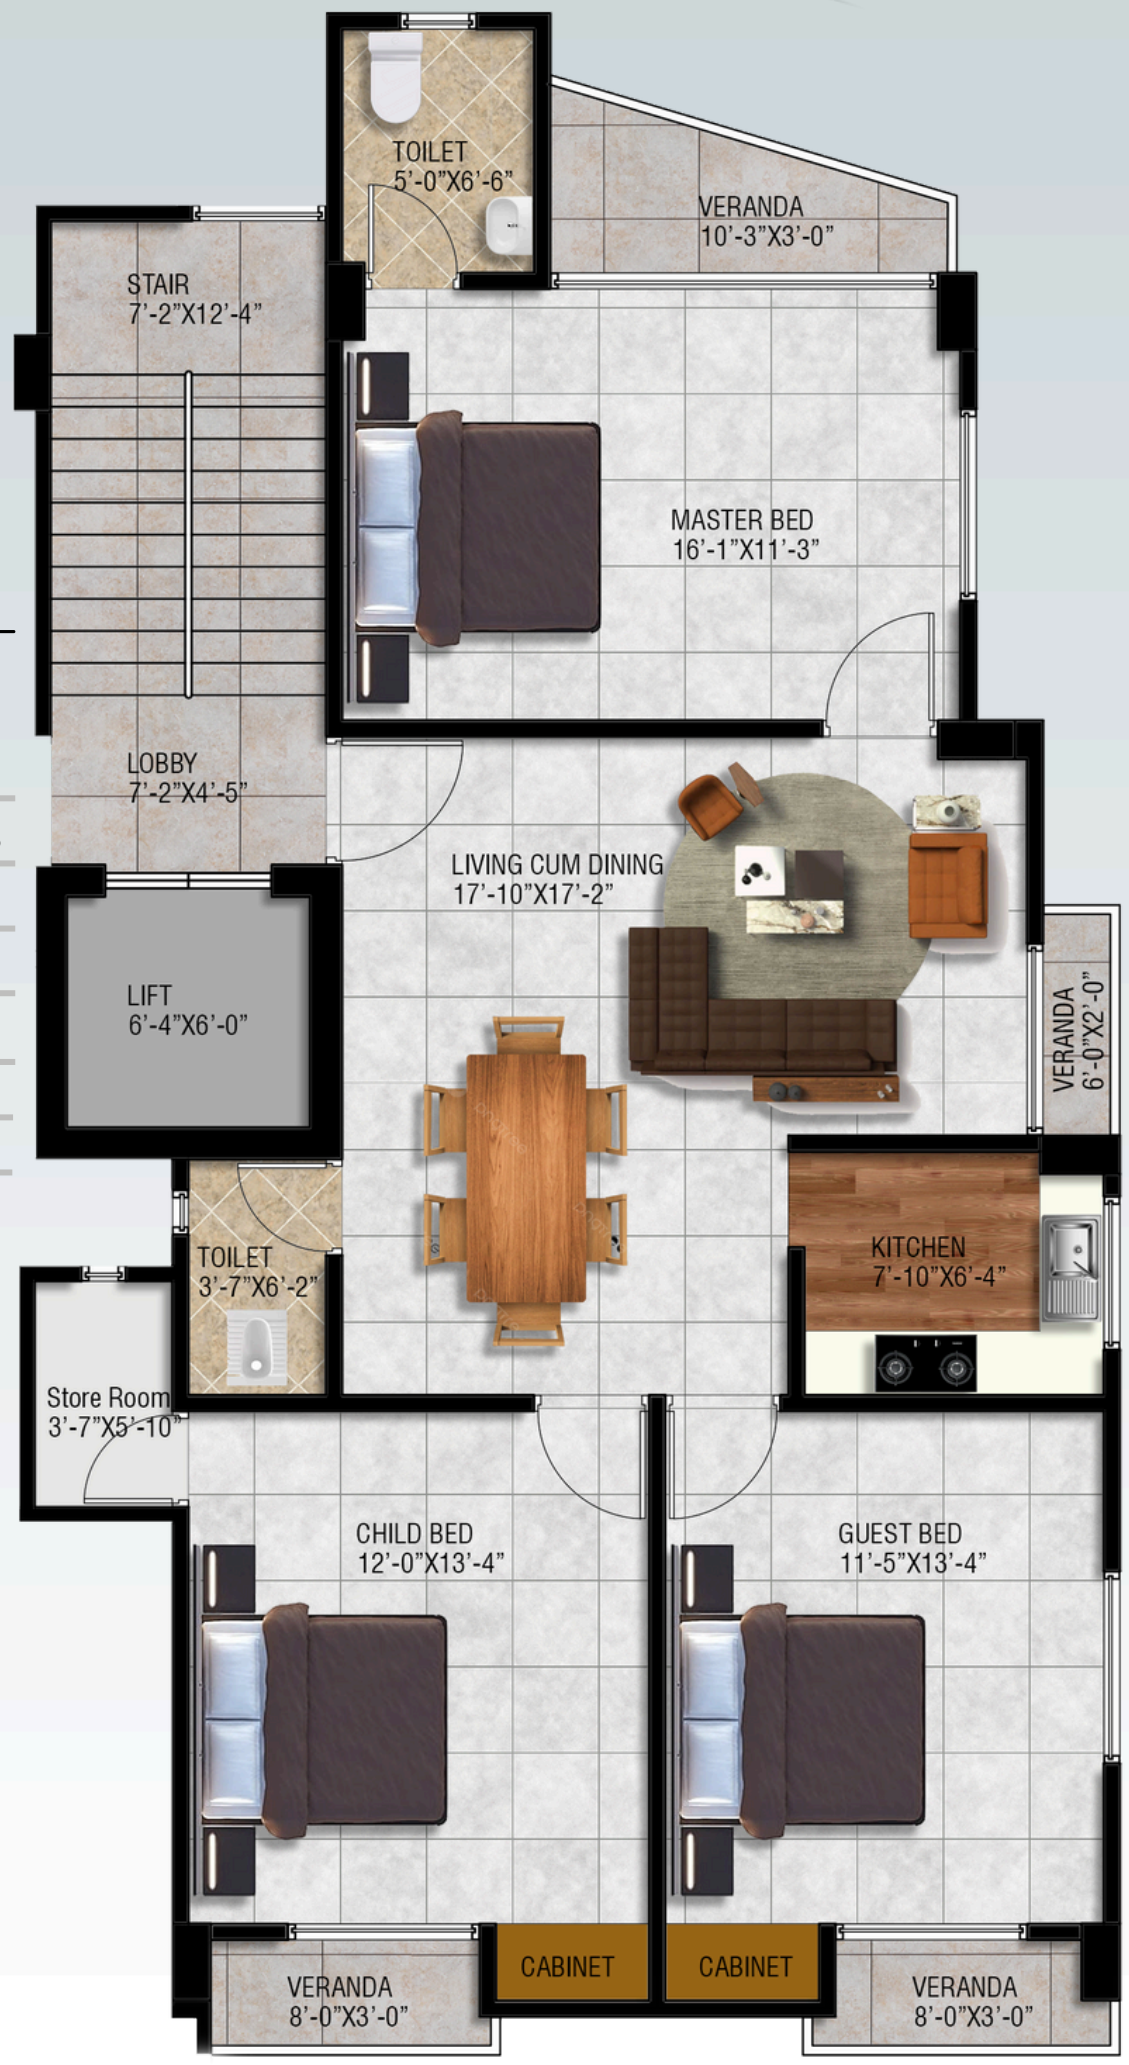 TOILET
5’-0”X6’-6”
VERANDA
10’-3”X3’-0”
STAIR
7’-2”X12’-4”
MASTER BED
16’-1”X11’-3”
LOBBY
7’-2”X4’-5”
LIVING CUM DINING
17’-10”X17’-2”
LIFT
6’-4”X6’-0”
VERANDA
6’-0”X2’-0”
TOILET
3’-7”X6’-2”
KITCHEN
7’-10”X6’-4”
Store Room
3’-7”X5’-10”
CHILD BED
12’-0”X13’-4”
GUEST BED
11’-5”X13’-4”
CABINET
CABINET
VERANDA
8’-0”X3’-0”
VERANDA
8’-0”X3’-0”